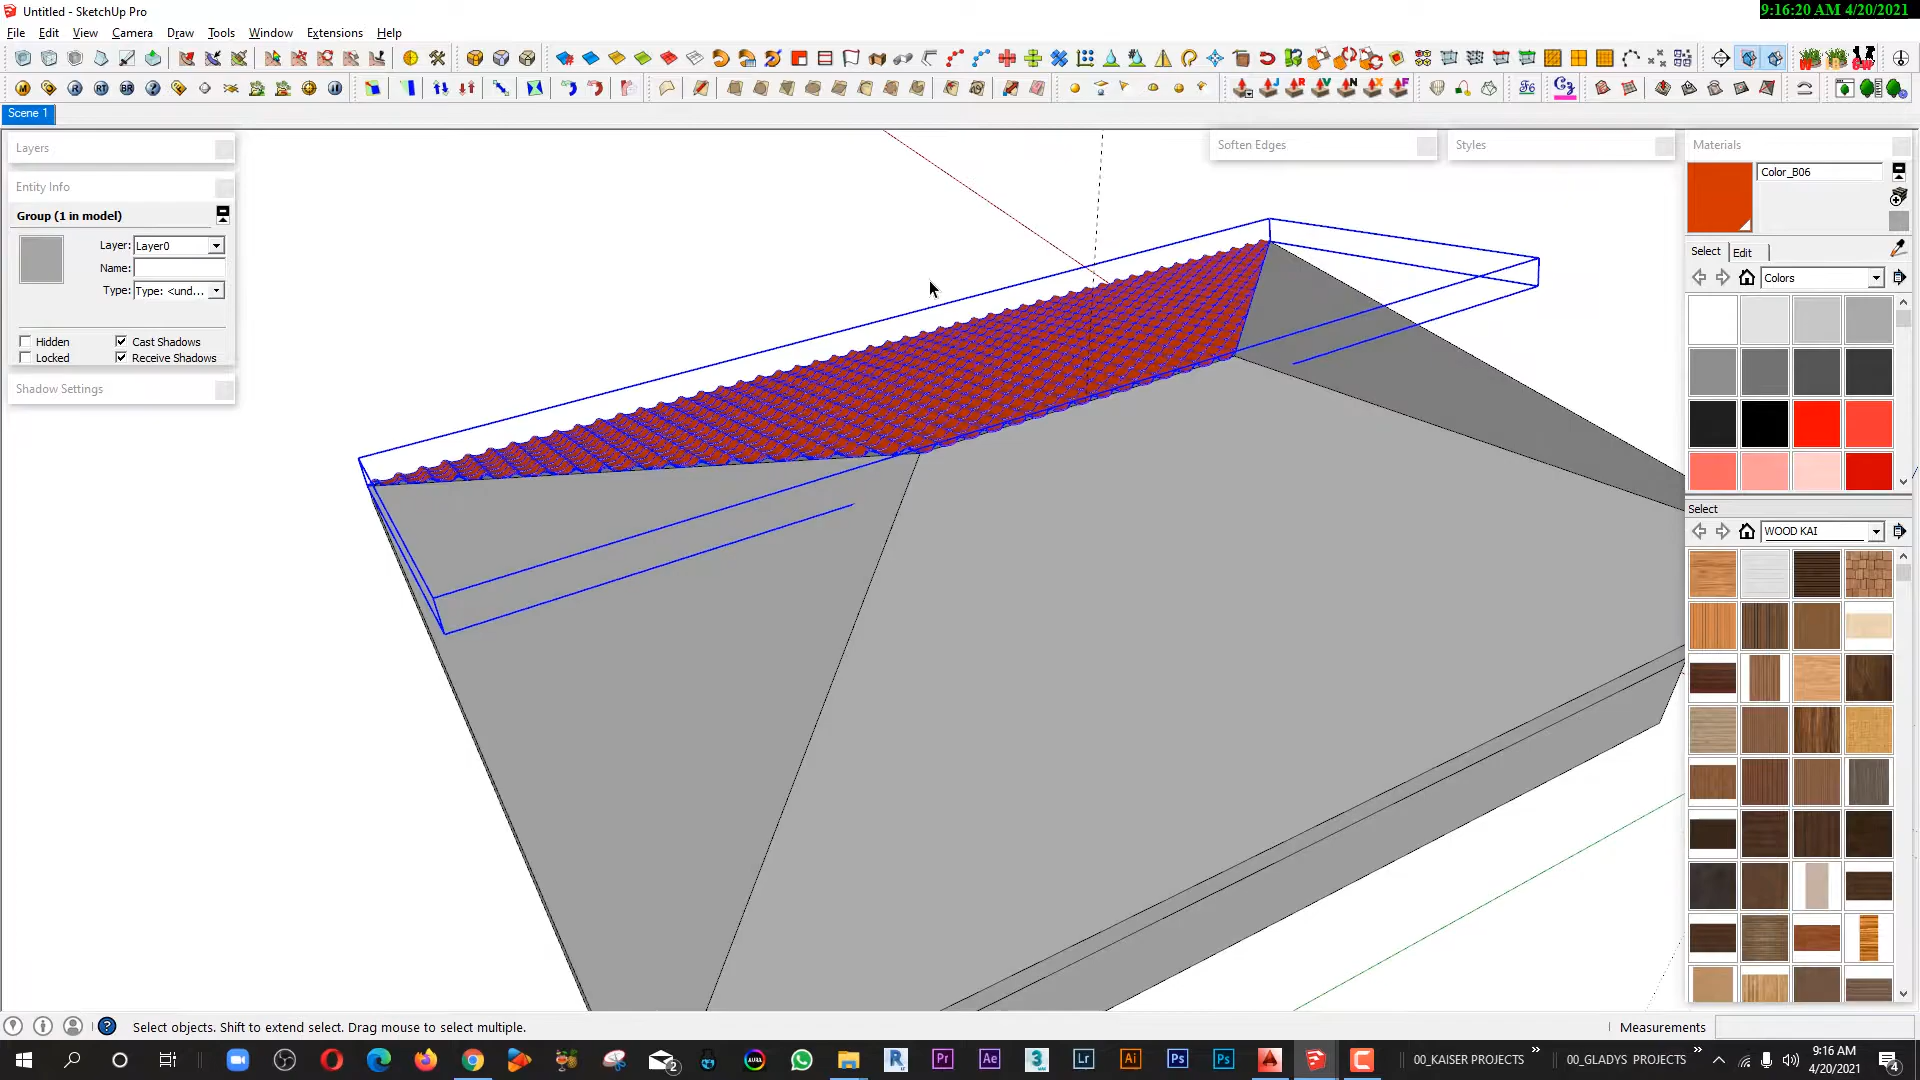 Untitled - SketchUp Pro
9:16:20 AM 4/20/2021
File Edit View Camera Draw Tools Window Extensions Help
Scene 1
Layers
Entity Info
Group (1 in model)
Layer: Layer0
Name:
Type: Type: <und...
Hidden Cast Shadows
Locked Receive Shadows
Shadow Settings
Soften Edges
Styles
Materials
Color_B06
Select Edit
Colors
Select
WOOD KAI
Select objects. Shift to extend select. Drag mouse to select multiple.
Measurements
00_KAISER PROJECTS
00_GLADYS PROJECTS
9:16 AM
4/20/2021